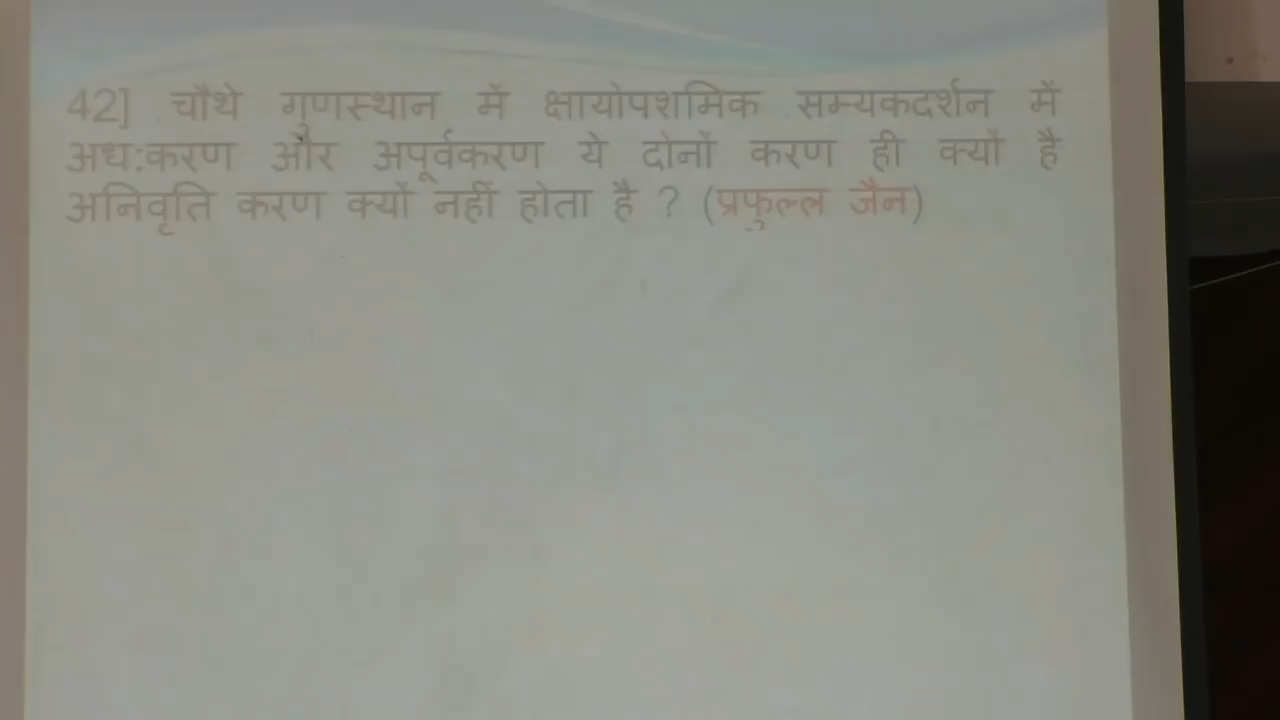 42] चौथे गुणस्थान में क्षायोपशमिक सम्यकदर्शन में
अध:करण और अपूर्वकरण ये दोनों करण ही क्यों है
अनिवृति करण क्यों नहीं होता है ? (प्रफुल्ल जैन)